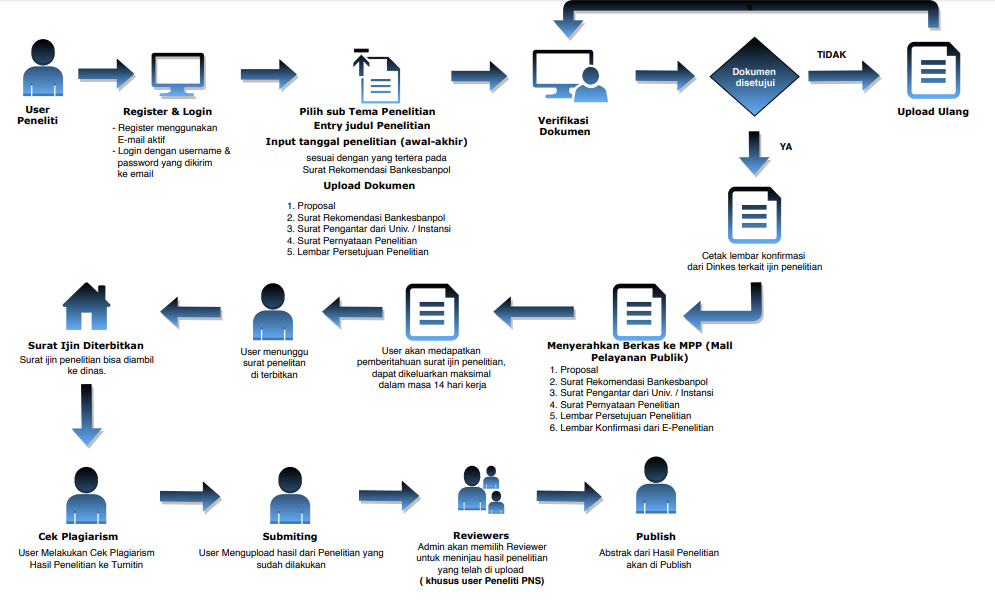 User
Peneliti
Register & Login
- Register menggunakan
E-mail aktif
- Login dengan username &
password yang dikirim
ke email
Pilih sub Tema Penelitian
Entry judul Penelitian
Input tanggal penelitian (awal-akhir)
sesuai dengan yang tertera pada
Surat Rekomendasi Bankesbanpol
Upload Dokumen
1. Proposal
2. Surat Rekomendasi Bankesbanpol
3. Surat Pengantar dari Univ. / Instansi
4. Surat Pernyataan Penelitian
5. Lembar Persetujuan Penelitian
Verifikasi
Dokumen
Dokumen
disetujui
TIDAK
Upload Ulang
YA
Cetak lembar konfirmasi
dari Dinkes terkait ijin penelitian
Menyerahkan Berkas ke MPP (Mall
Pelayanan Publik)
1. Proposal
2. Surat Rekomendasi Bankesbanpol
3. Surat Pengantar dari Univ. / Instansi
4. Surat Pernyataan Penelitian
5. Lembar Persetujuan Penelitian
6. Lembar Konfirmasi dari E-Penelitian
User akan medapatkan
pemberitahuan surat ijin penelitian,
dapat dikeluarkan maksimal
dalam masa 14 hari kerja
User menunggu
surat penelitan
di terbitkan
Surat Ijin Diterbitkan
Surat ijin penelitian bisa diambil
ke dinas.
Cek Plagiarism
User Melakukan Cek Plagiarism
Hasil Penelitian ke Turnitin
Submiting
User Mengupload hasil dari Penelitian yang
sudah dilakukan
Reviewers
Admin akan memilih Reviewer
untuk meninjau hasil penelitian
yang telah di upload
( khusus user Peneliti PNS)
Publish
Abstrak dari Hasil Penelitian
akan di Publish